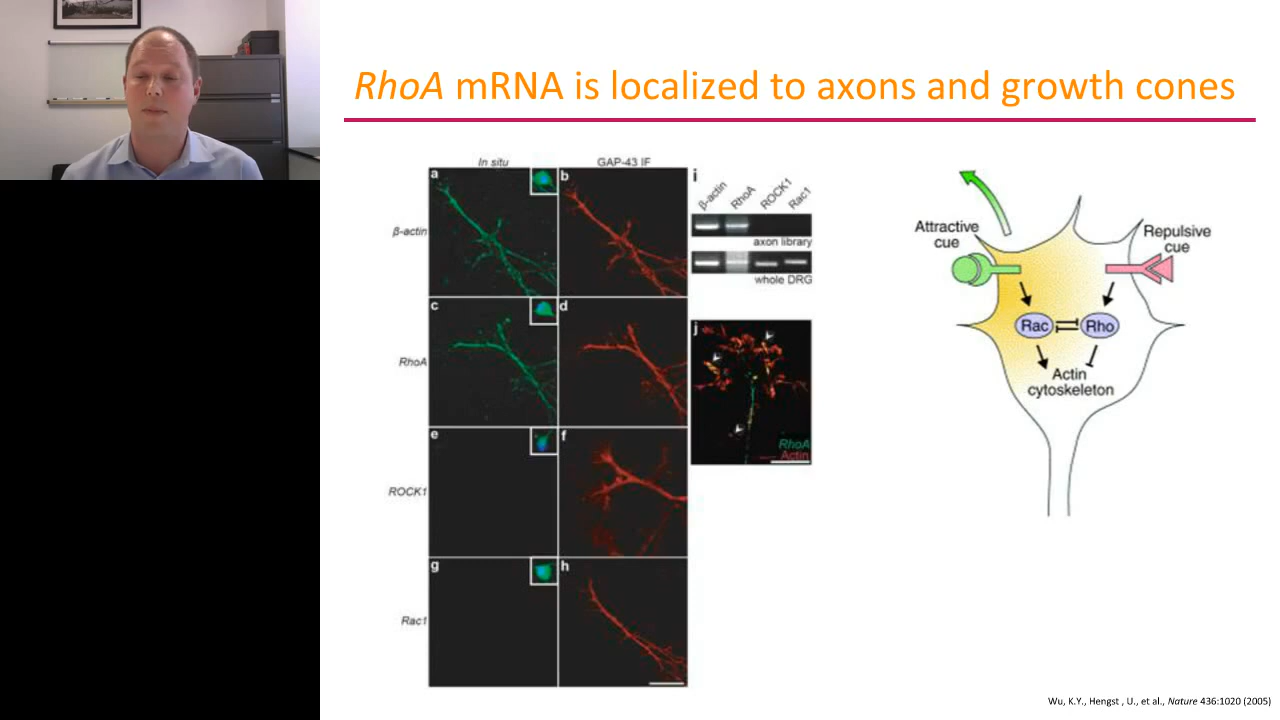 RhoA mRNA is localized to axons and growth cones
In situ
GAP-43 IF
a
b
β-actin
c
d
RhoA
e
f
ROCK1
g
h
Rac1
i
β-actin
RhoA
ROCK1
Rac1
axon library
whole DRG
j
RhoA
Actin
Attractive
cue
Repulsive
cue
Rac
Rho
Actin
cytoskeleton
Wu, K.Y., Hengst , U., et al., Nature 436:1020 (2005)